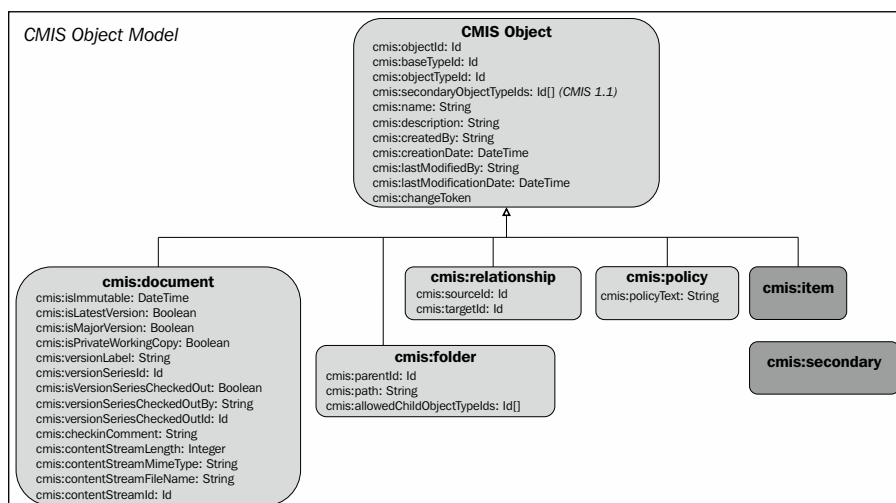 CMIS Object Model
CMIS Object
cmis:objectId: Id
cmis:baseTypeId: Id
cmis:objectTypeId: Id
cmis:secondaryObjectTypeIds: Id[] (CMIS 1.1)
cmis:name: String
cmis:description: String
cmis:createdBy: String
cmis:creationDate: DateTime
cmis:lastModifiedBy: String
cmis:lastModificationDate: DateTime
cmis:changeToken
cmis:document
cmis:isImmutable: DateTime
cmis:isLatestVersion: Boolean
cmis:isMajorVersion: Boolean
cmis:isPrivateWorkingCopy: Boolean
cmis:versionLabel: String
cmis:versionSeriesId: Id
cmis:isVersionSeriesCheckedOut: Boolean
cmis:versionSeriesCheckedOutBy: String
cmis:versionSeriesCheckedOutId: Id
cmis:checkinComment: String
cmis:contentStreamLength: Integer
cmis:contentStreamMimeType: String
cmis:contentStreamFileName: String
cmis:contentStreamId: Id
cmis:folder
cmis:parentId: Id
cmis:path: String
cmis:allowedChildObjectTypeIds: Id[]
cmis:relationship
cmis:sourceId: Id
cmis:targetId: Id
cmis:policy
cmis:policyText: String
cmis:item
cmis:secondary